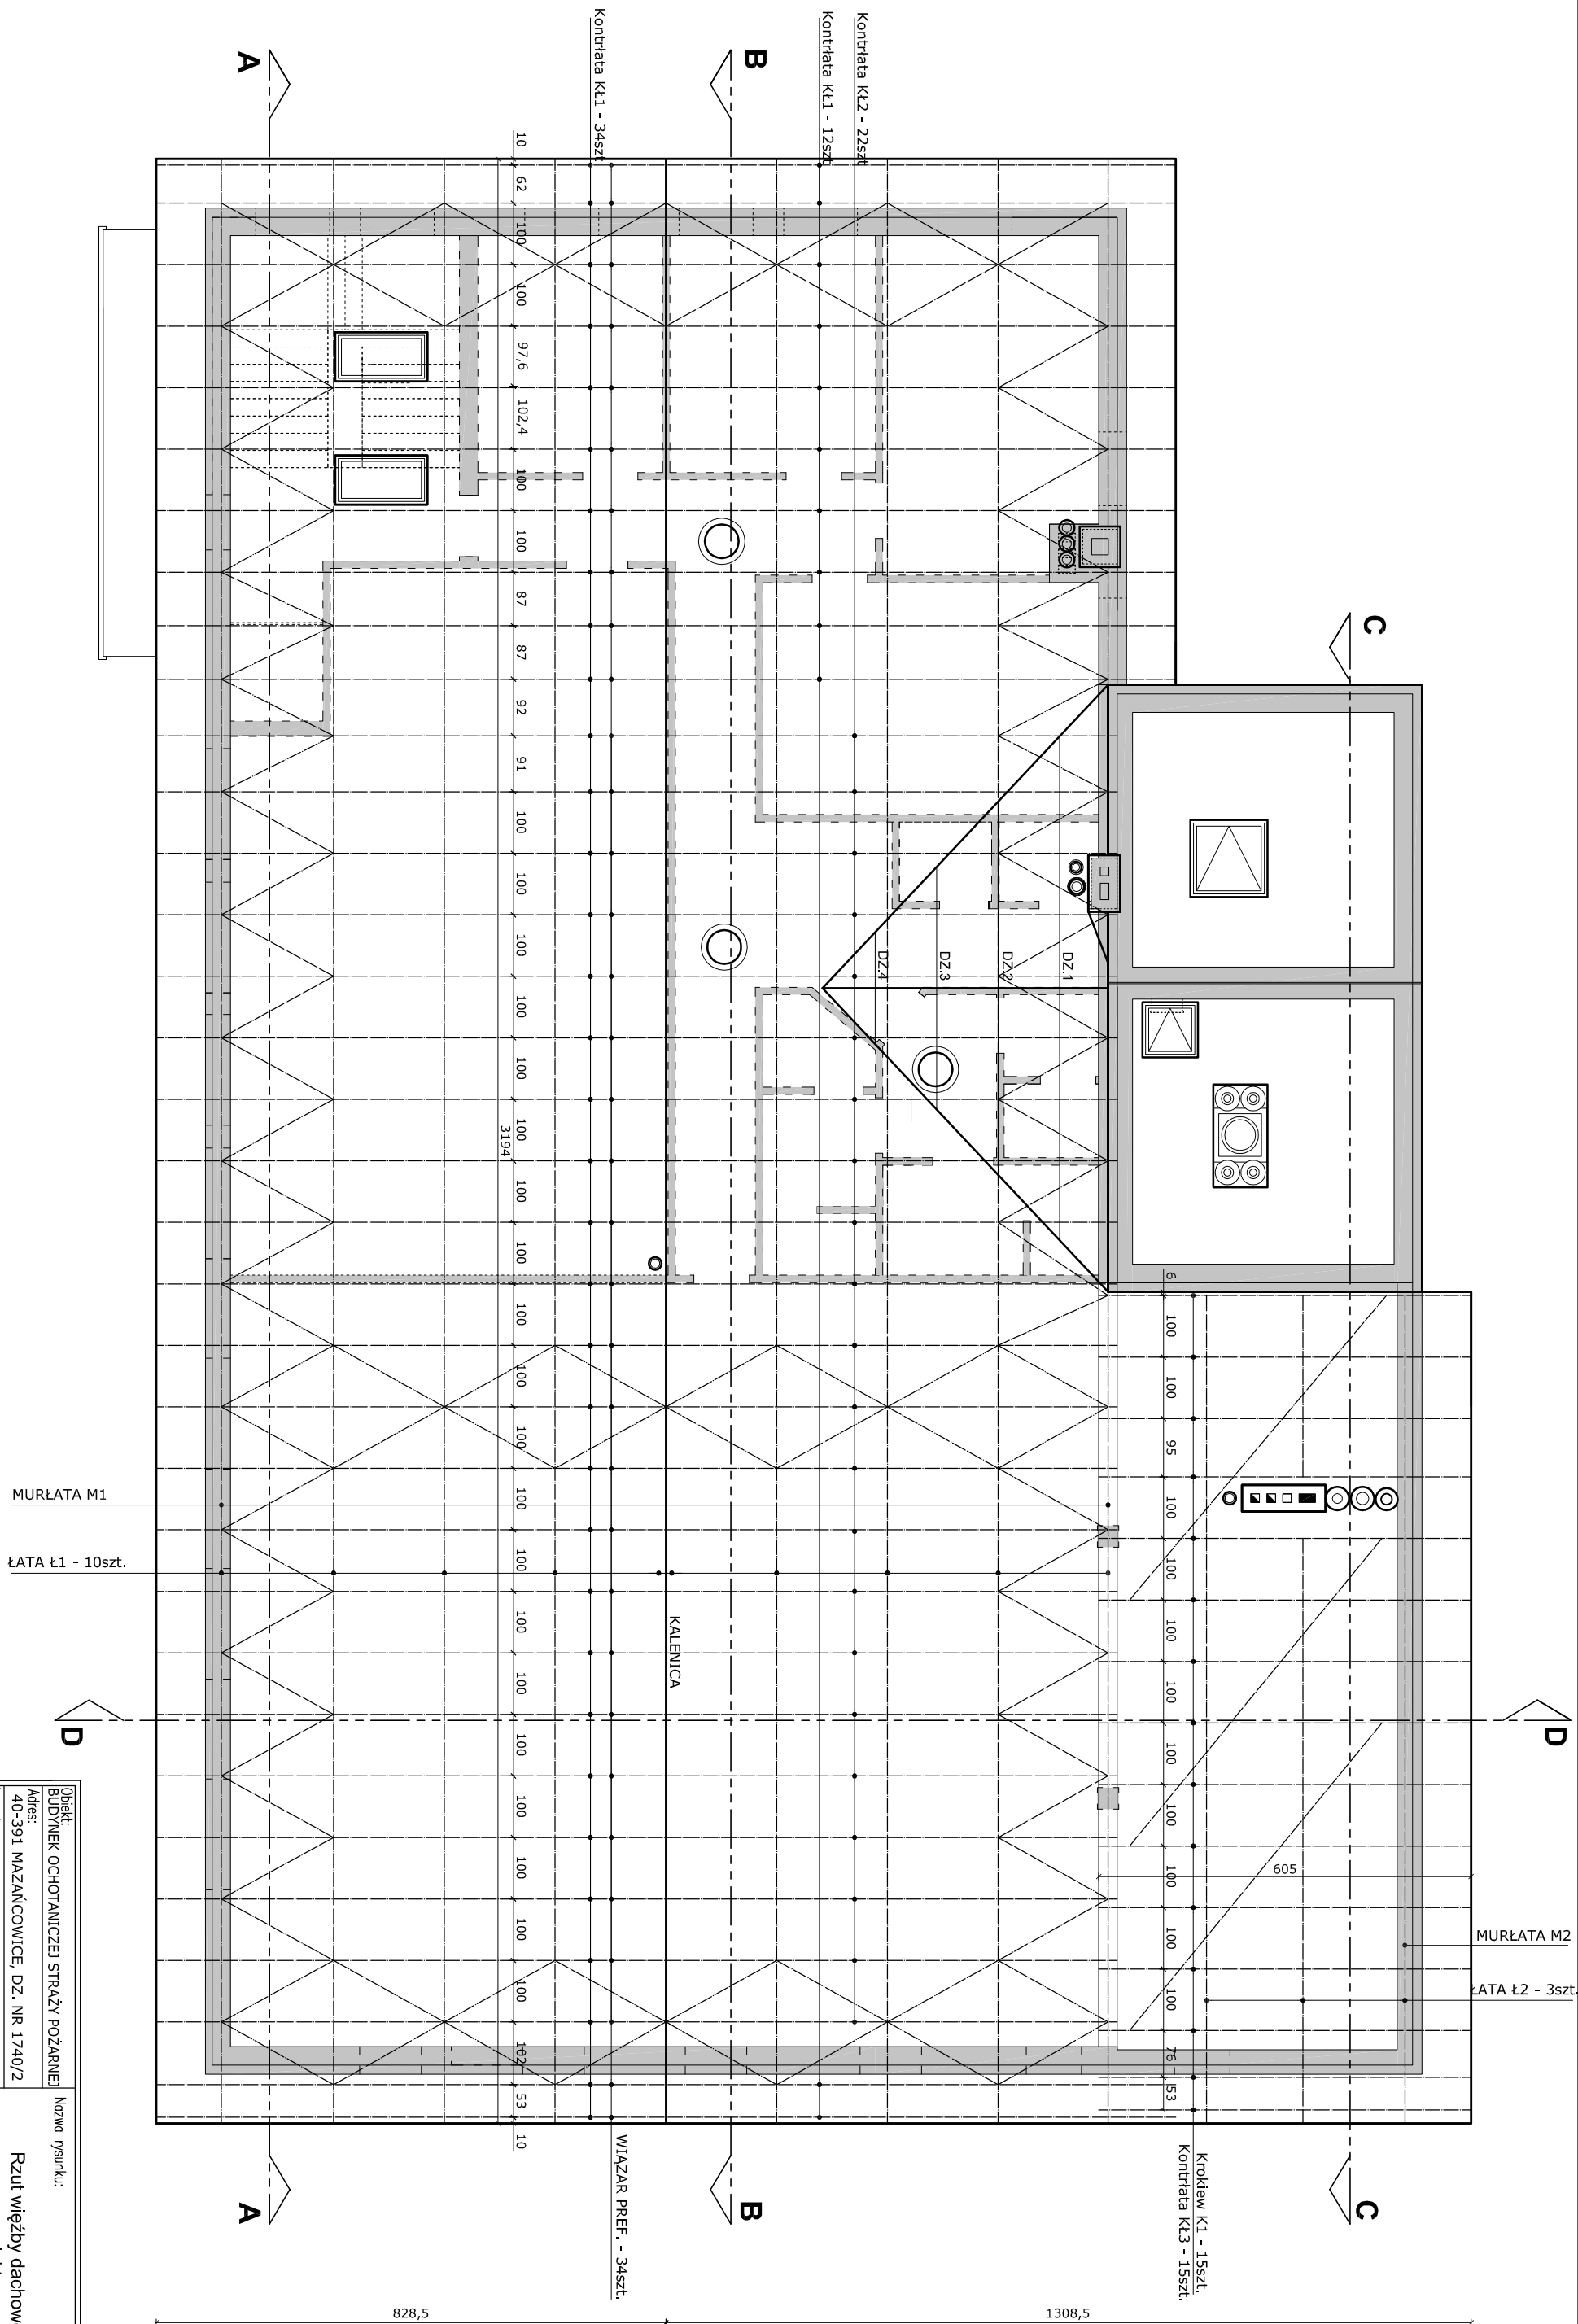 Kontrłata KŁ1 - 34szt
Kontrłata KŁ1 - 12szt
Kontrłata KŁ2 - 22szt
A
B
C
10
62
100
100
97,6
102,4
100
100
87
87
92
91
100
100
100
100
100
100
3194
100
100
100
100
100
100
100
100
100
100
100
100
100
100
102
53
10
DZ.4
DZ.3
DZ.2
DZ.1
6
100
100
95
100
100
100
100
100
100
100
100
100
76
53
605
MURŁATA M1
ŁATA Ł1 - 10szt.
KALENICA
D
D
MURŁATA M2
ŁATA Ł2 - 3szt.
A
B
C
WIĄZAR PREF. - 34szt.
Krokiew K1 - 15szt.
Kontrłata KŁ3 - 15szt.
828,5
1308,5
Obiekt:
BUDYNEK OCHOTANICZEJ STRAŻY POŻARNEJ
Adres:
40-391 MAZAŃCOWICE, DZ. NR 1740/2
Nazwa rysunku:
Rzut więźby dachow